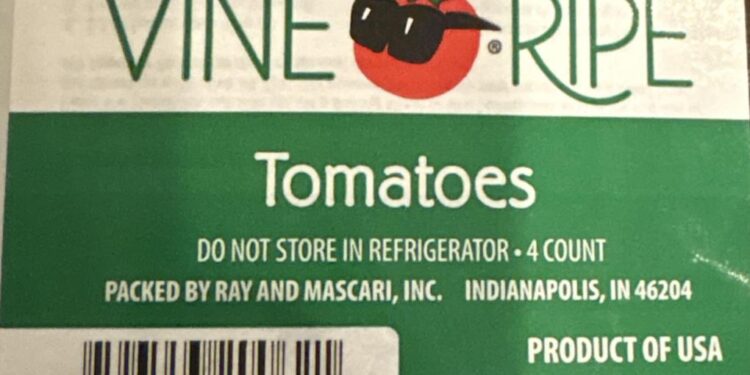 VINE RIPE
®
Tomatoes
DO NOT STORE IN REFRIGERATOR • 4 COUNT
PACKED BY RAY AND MASCARI, INC. INDIANAPOLIS, IN 46204
PRODUCT OF USA